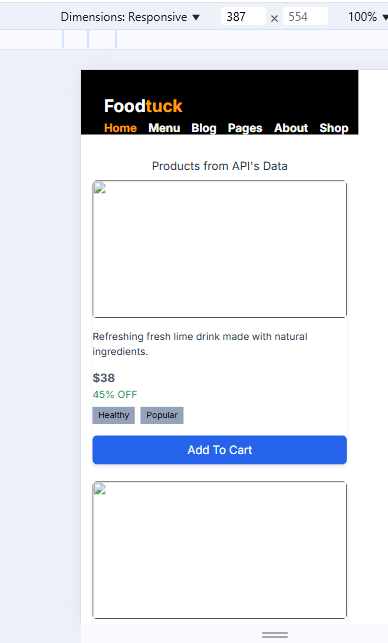 Dimensions: Responsive ▼ 387 × 554 100% ▼
Foodtuck
Home Menu Blog Pages About Shop
Products from API's Data
Refreshing fresh lime drink made with natural
ingredients.
$38
45% OFF
Healthy Popular
Add To Cart